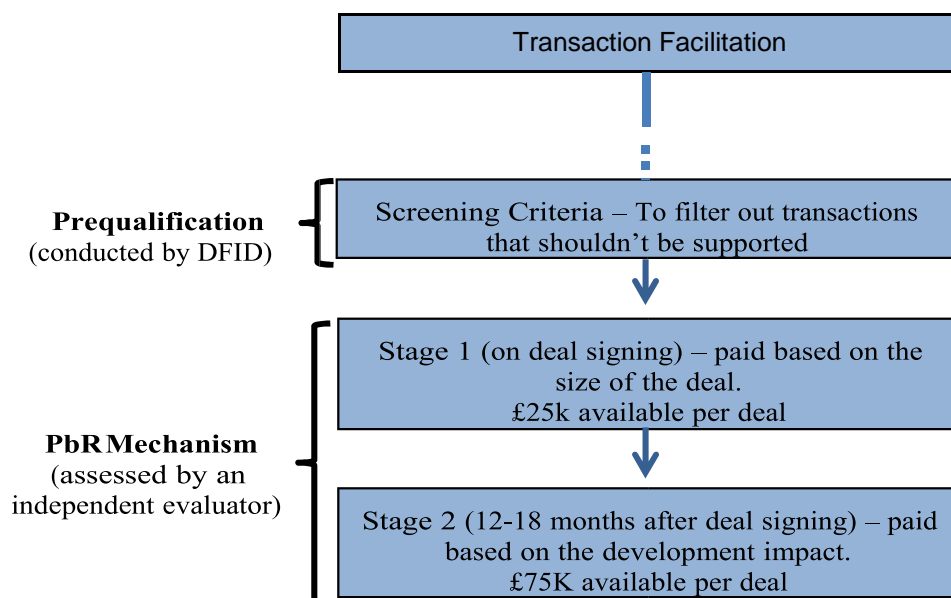 Transaction Facilitation
Prequalification
(conducted by DFID)
Screening Criteria – To filter out transactions
that shouldn't be supported
PbR Mechanism
(assessed by an
independent evaluator)
Stage 1 (on deal signing) – paid based on the
size of the deal.
£25k available per deal
Stage 2 (12-18 months after deal signing) – paid
based on the development impact.
£75K available per deal